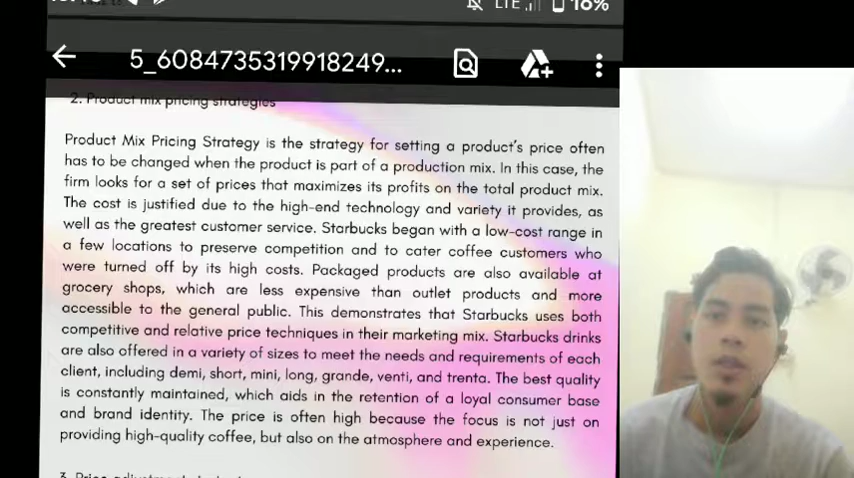 LTE 16%
5_6084735319918249...
2. Product mix pricing strategies
Product Mix Pricing Strategy is the strategy for setting a product's price often
has to be changed when the product is part of a production mix. In this case, the
firm looks for a set of prices that maximizes its profits on the total product mix.
The cost is justified due to the high-end technology and variety it provides, as
well as the greatest customer service. Starbucks began with a low-cost range in
a few locations to preserve competition and to cater coffee customers who
were turned off by its high costs. Packaged products are also available at
grocery shops, which are less expensive than outlet products and more
accessible to the general public. This demonstrates that Starbucks uses both
competitive and relative price techniques in their marketing mix. Starbucks drinks
are also offered in a variety of sizes to meet the needs and requirements of each
client, including demi, short, mini, long, grande, venti, and trenta. The best quality
is constantly maintained, which aids in the retention of a loyal consumer base
and brand identity. The price is often high because the focus is not just on
providing high-quality coffee, but also on the atmosphere and experience.